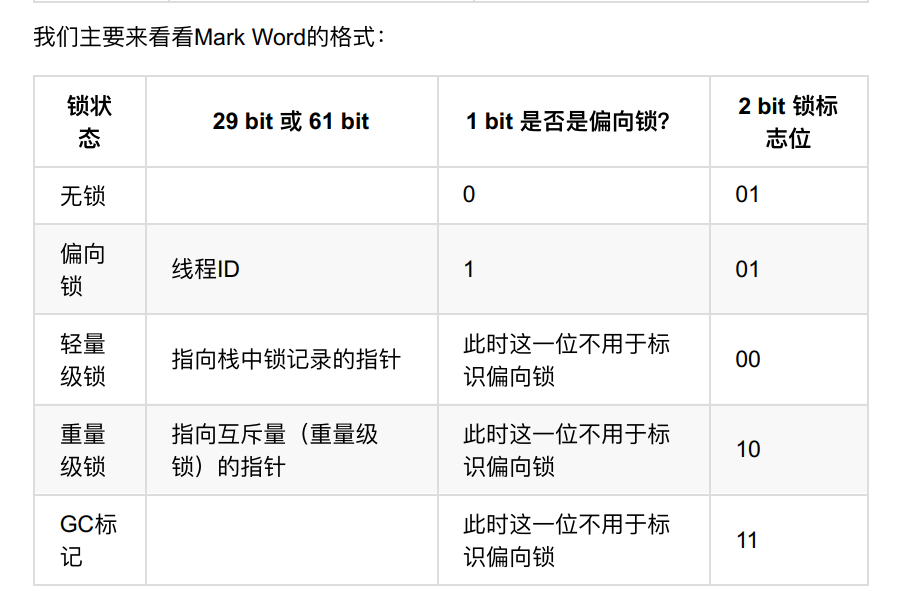 我们主要来看看Mark Word的格式：
锁状
态
29 bit 或 61 bit
1 bit 是否是偏向锁？
2 bit 锁标
志位
无锁
0
01
偏向
锁
线程ID
1
01
轻量
级锁
指向栈中锁记录的指针
此时这一位不用于标
识偏向锁
00
重量
级锁
指向互斥量（重量级
锁）的指针
此时这一位不用于标
识偏向锁
10
GC标
记
此时这一位不用于标
识偏向锁
11